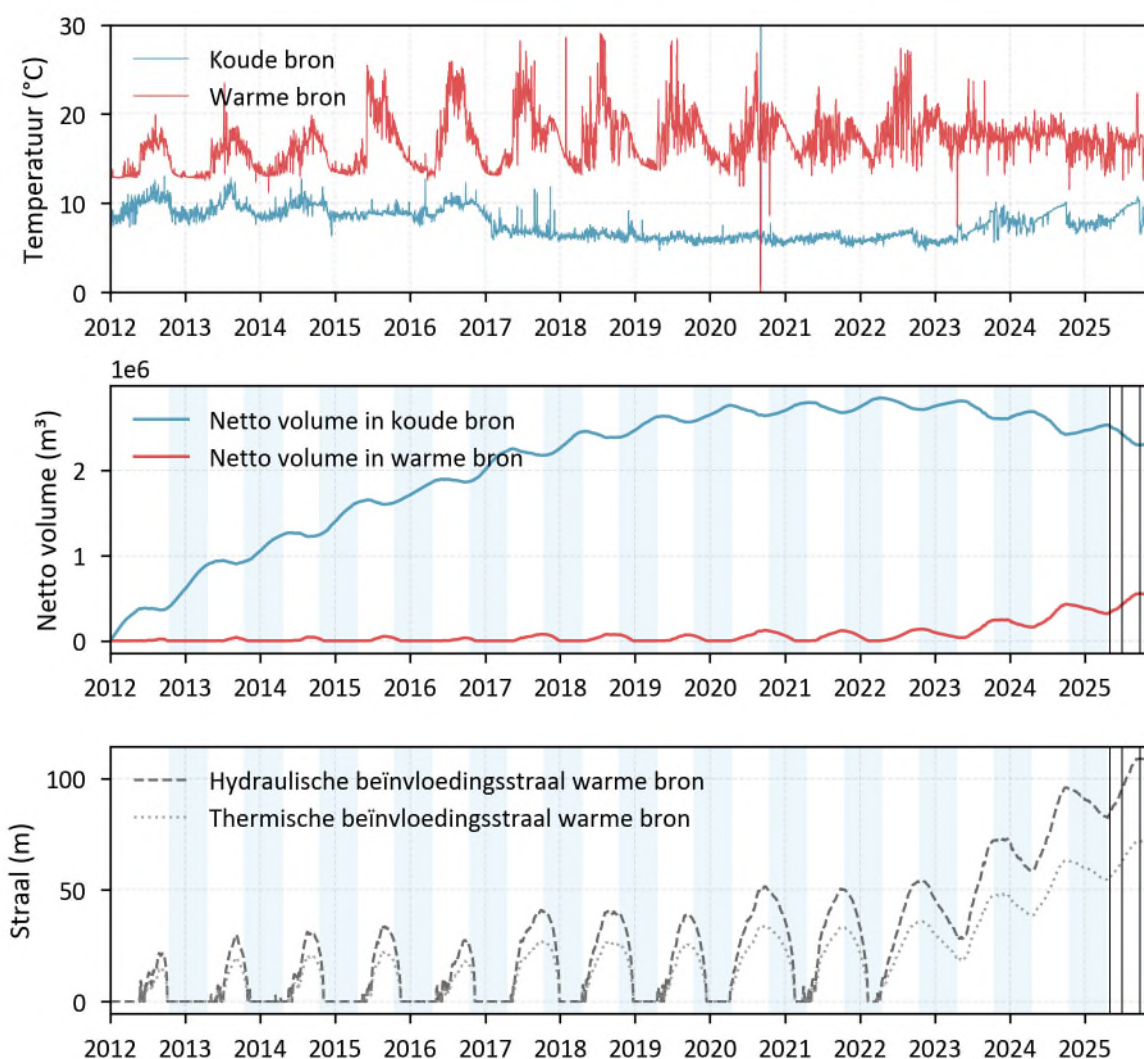 30
20
10
0
Temperatuur (°C)
Koude bron
Warme bron
2012 2013 2014 2015 2016 2017 2018 2019 2020 2021 2022 2023 2024 2025
1e6
2
1
0
Netto volume (m³)
Netto volume in koude bron
Netto volume in warme bron
2012 2013 2014 2015 2016 2017 2018 2019 2020 2021 2022 2023 2024 2025
100
50
0
Straal (m)
Hydraulische beïnvloedingsstraal warme bron
Thermische beïnvloedingsstraal warme bron
2012 2013 2014 2015 2016 2017 2018 2019 2020 2021 2022 2023 2024 2025